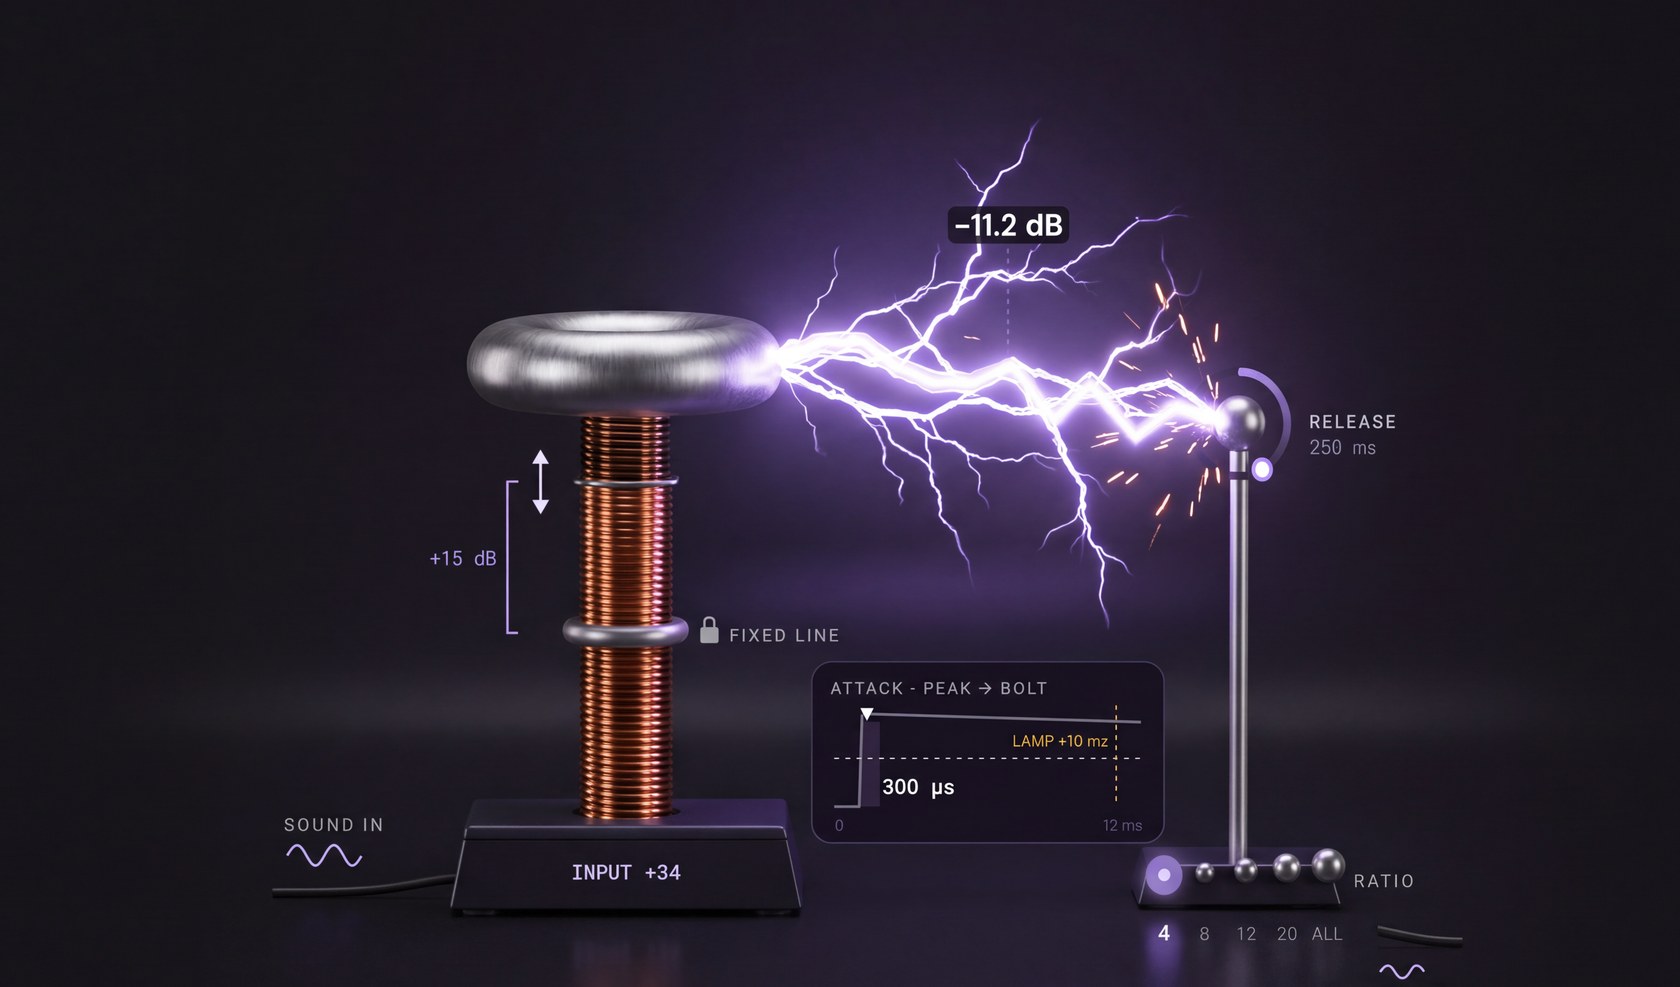 −11.2 dB
RELEASE
250 ms
+15 dB
FIXED LINE
ATTACK - PEAK → BOLT
LAMP +10 mz
300 µs
0
12 ms
SOUND IN
INPUT +34
RATIO
4 8 12 20 ALL